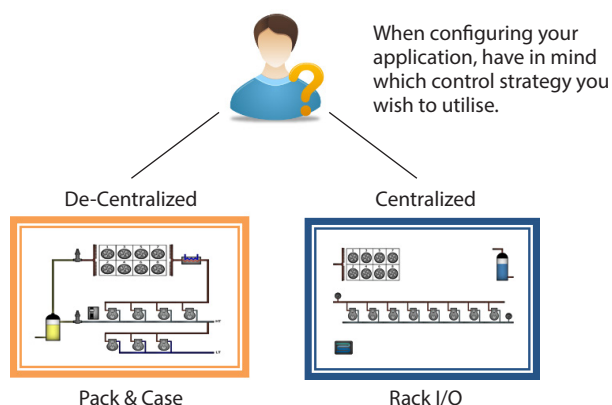 When configuring your
application, have in mind
which control strategy you
wish to utilise.
De-Centralized
Centralized
Pack & Case
Rack I/O